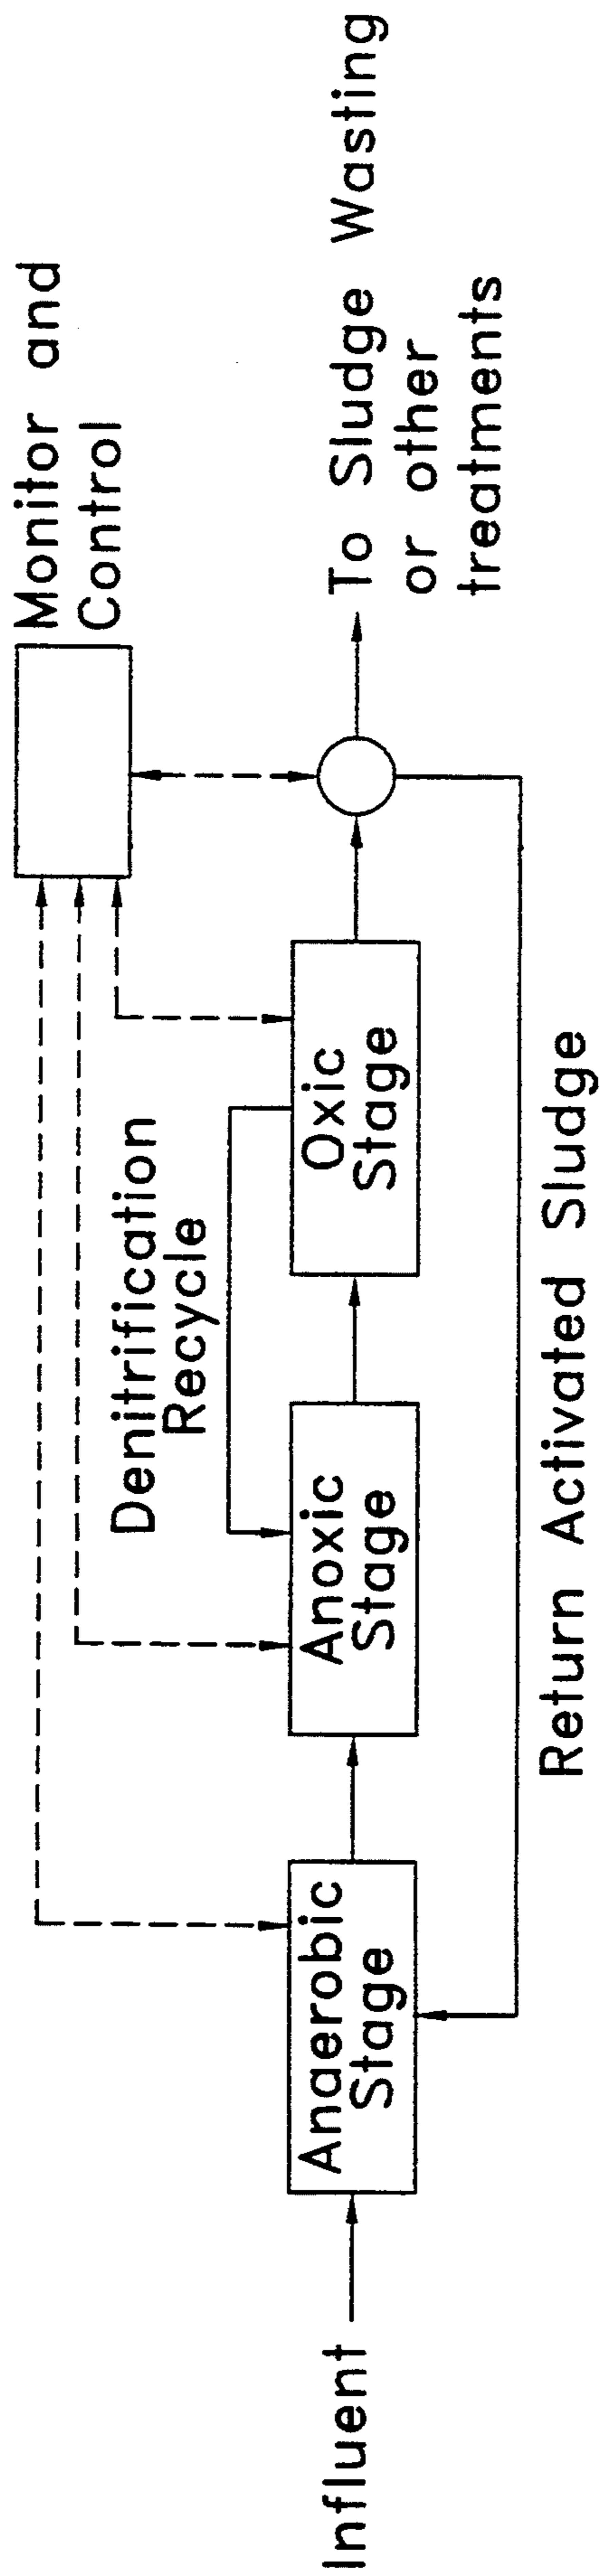 Monitor and
Control
Denitrification
Recycle
Influent
Anaerobic
Stage
Anoxic
Stage
Oxic
Stage
To Sludge Wasting
or other
treatments
Return Activated Sludge